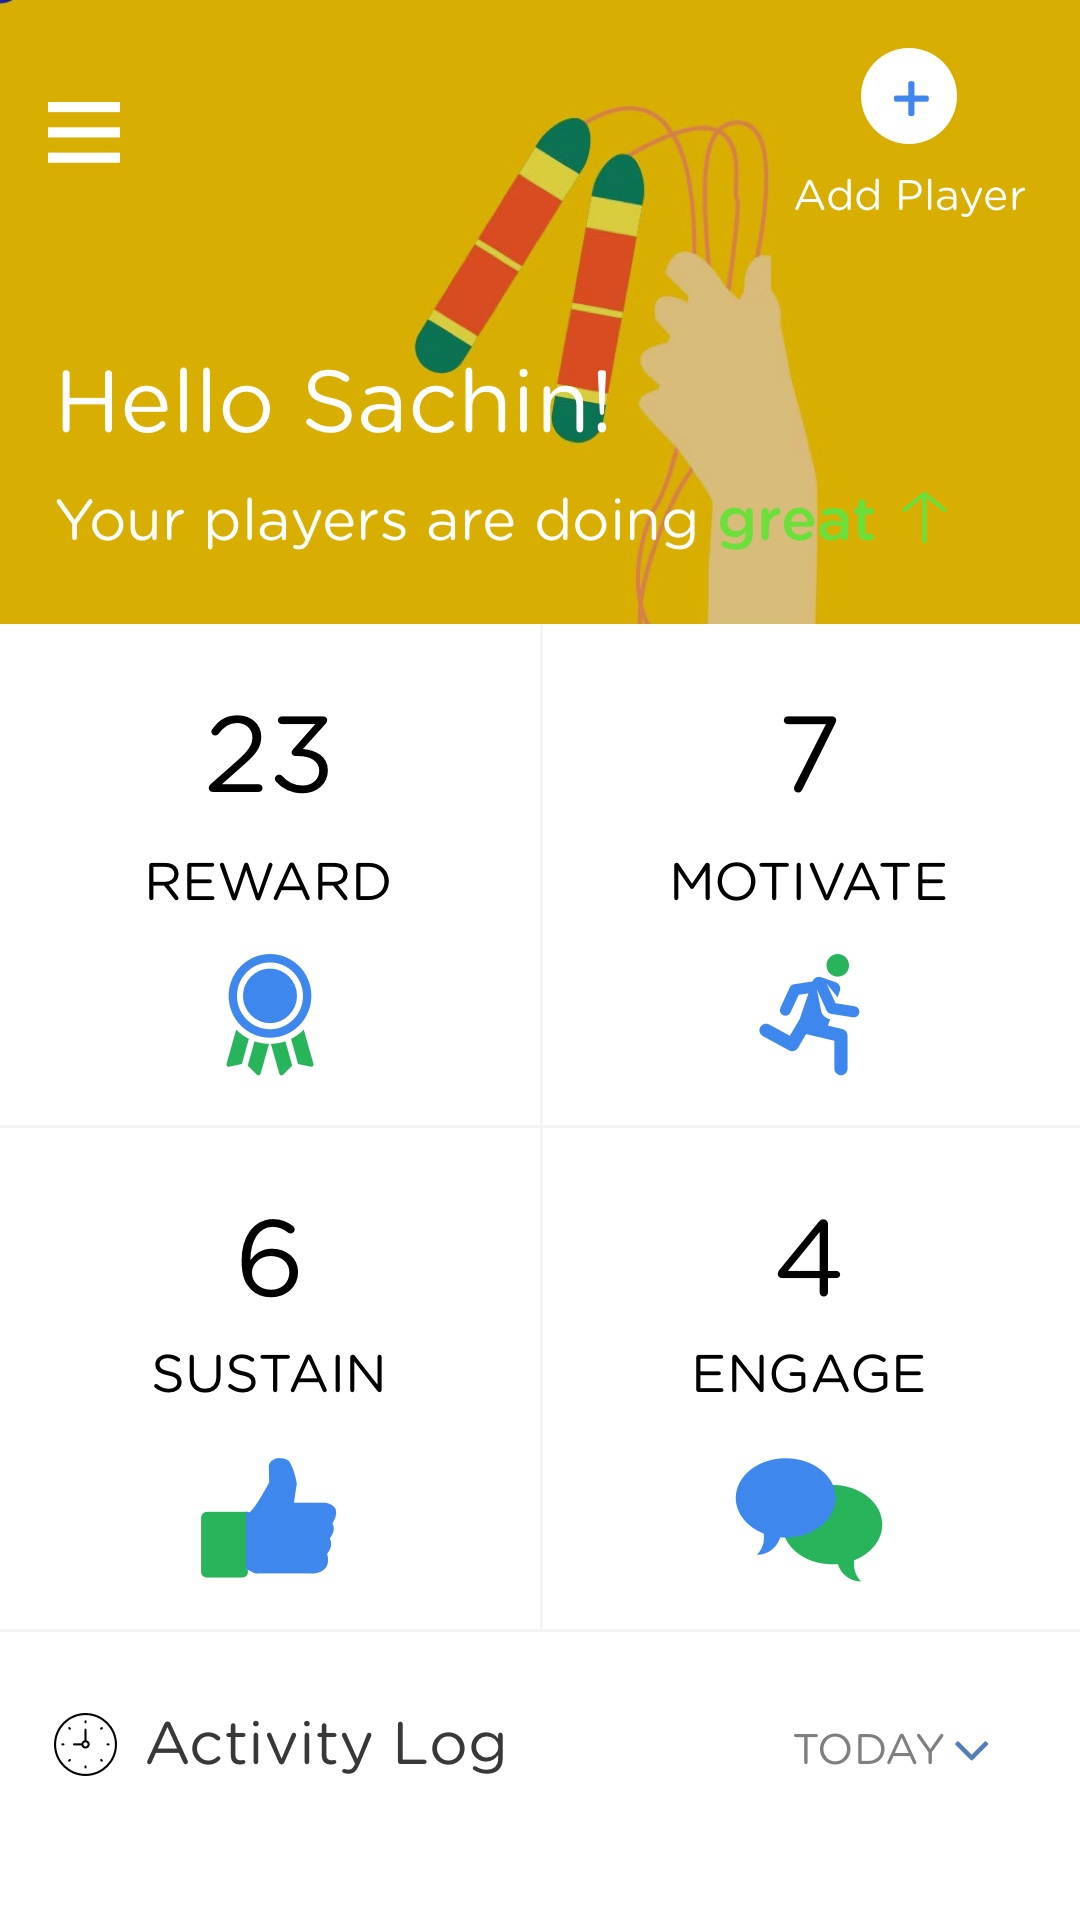 Add Player
Hello Sachin!
Your players are doing great ↑
23
REWARD
7
MOTIVATE
6
SUSTAIN
4
ENGAGE
Activity Log
TODAY